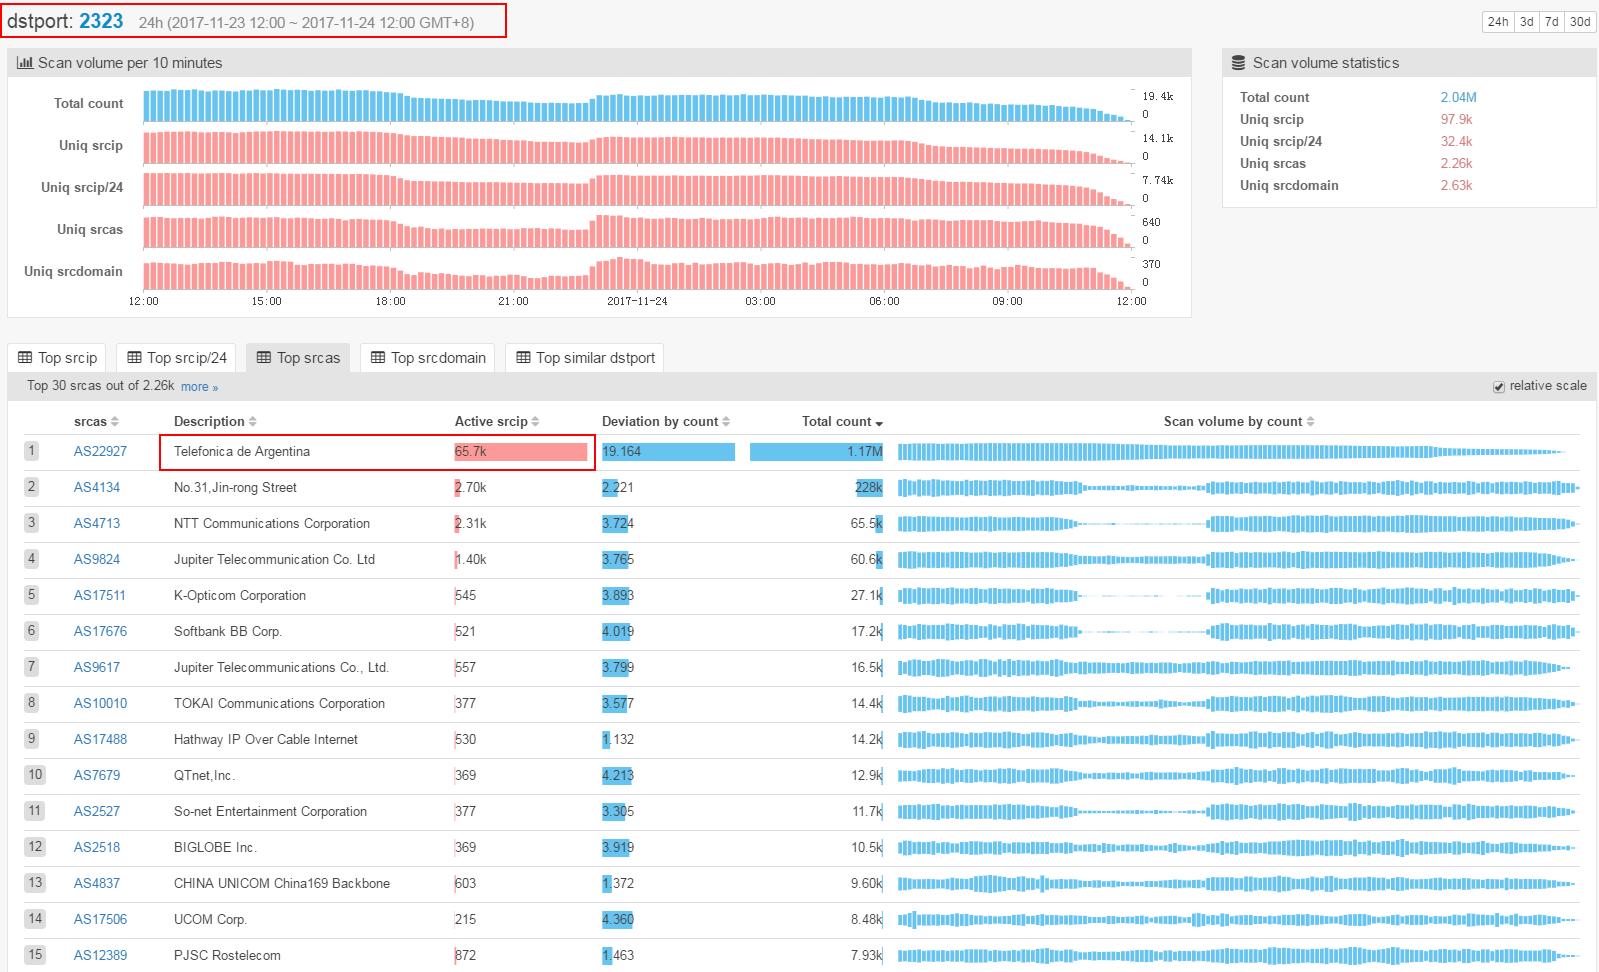 dstport: 2323 24h (2017-11-23 12:00 ~ 2017-11-24 12:00 GMT+8) 24h 3d 7d 30d
Scan volume per 10 minutes
Total count 19.4k 0
Uniq srcip 14.1k 0
Uniq srcip/24 7.74k 0
Uniq srcas 640 0
Uniq srcdomain 370 0
12:00 15:00 18:00 21:00 2017-11-24 03:00 06:00 09:00 12:00
Scan volume statistics
Total count 2.04M
Uniq srcip 97.9k
Uniq srcip/24 32.4k
Uniq srcas 2.26k
Uniq srcdomain 2.63k
Top srcip Top srcip/24 Top srcas Top srcdomain Top similar dstport
Top 30 srcas out of 2.26k more » relative scale
srcas Description Active srcip Deviation by count Total count Scan volume by count
1 AS22927 Telefonica de Argentina 65.7k 19.164 1.17M
2 AS4134 No.31,Jin-rong Street 2.70k 2.221 228k
3 AS4713 NTT Communications Corporation 2.31k 3.724 65.5k
4 AS9824 Jupiter Telecommunication Co. Ltd 1.40k 3.765 60.6k
5 AS17511 K-Opticom Corporation 545 3.893 27.1k
6 AS17676 Softbank BB Corp. 521 4.019 17.2k
7 AS9617 Jupiter Telecommunications Co., Ltd. 557 3.799 16.5k
8 AS10010 TOKAI Communications Corporation 377 3.577 14.4k
9 AS17488 Hathway IP Over Cable Internet 530 1.132 14.2k
10 AS7679 QTnet,Inc. 369 4.213 12.9k
11 AS2527 So-net Entertainment Corporation 377 3.305 11.7k
12 AS2518 BIGLOBE Inc. 369 3.919 10.5k
13 AS4837 CHINA UNICOM China169 Backbone 603 1.372 9.60k
14 AS17506 UCOM Corp. 215 4.360 8.48k
15 AS12389 PJSC Rostelecom 872 1.463 7.93k